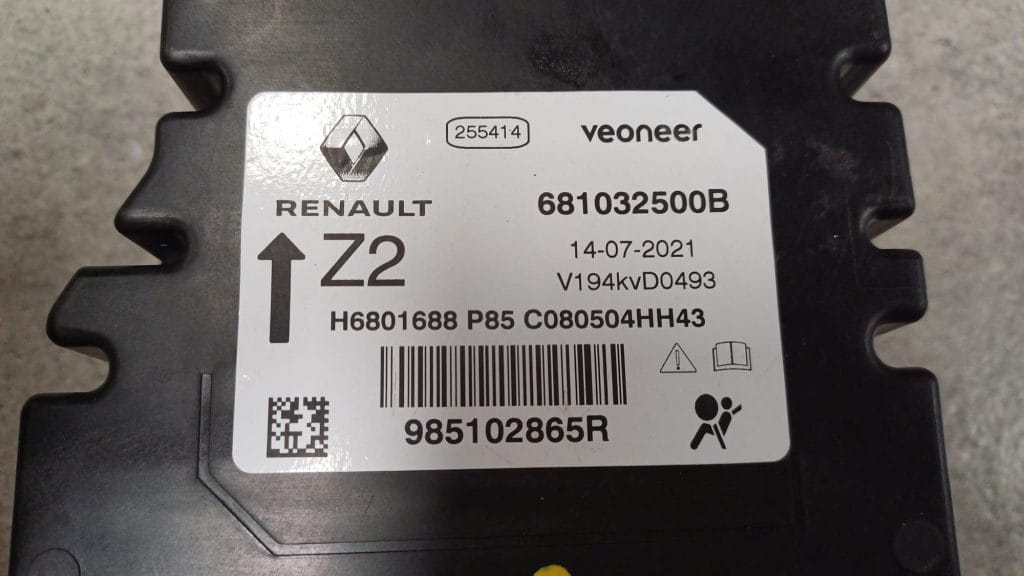 255414
veoneer
RENAULT
681032500B
Z2
14-07-2021
V194kvD0493
H6801688 P85 C080504HH43
985102865R